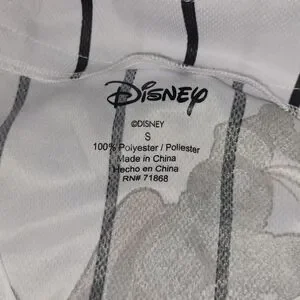 Disney
©DISNEY
S
100% Polyester / Poliester
Made in China
Hecho en China
RN# 71868